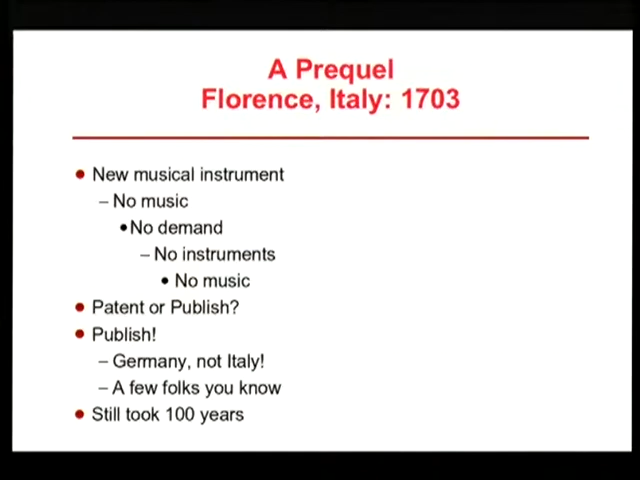 A Prequel
Florence, Italy: 1703
• New musical instrument
– No music
• No demand
– No instruments
• No music
• Patent or Publish?
• Publish!
– Germany, not Italy!
– A few folks you know
• Still took 100 years